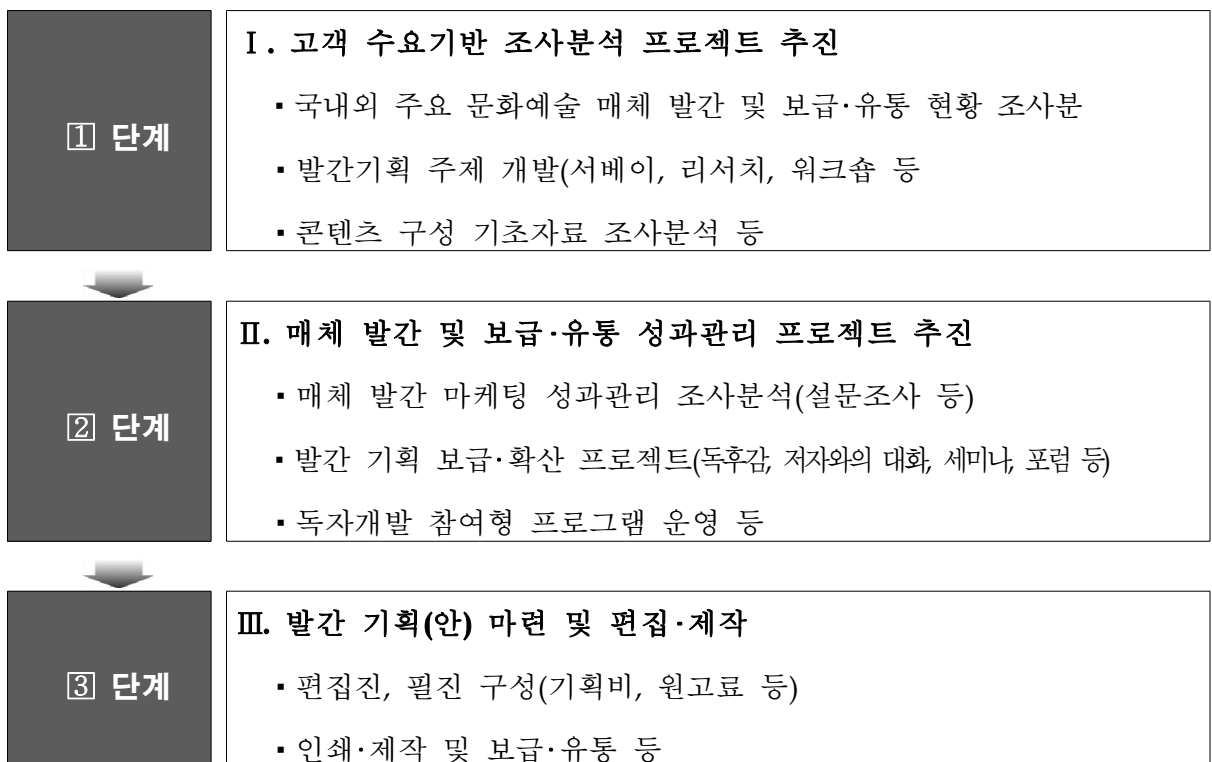 1 단계
Ⅰ. 고객 수요기반 조사분석 프로젝트 추진
▪국내외 주요 문화예술 매체 발간 및 보급·유통 현황 조사분
▪발간기획 주제 개발(서베이, 리서치, 워크숍 등
▪콘텐츠 구성 기초자료 조사분석 등
2 단계
Ⅱ. 매체 발간 및 보급·유통 성과관리 프로젝트 추진
▪매체 발간 마케팅 성과관리 조사분석(설문조사 등)
▪발간 기획 보급·확산 프로젝트(독후감, 저자와의 대화, 세미나, 포럼 등)
▪독자개발 참여형 프로그램 운영 등
3 단계
Ⅲ. 발간 기획(안) 마련 및 편집·제작
▪편집진, 필진 구성(기획비, 원고료 등)
▪인쇄·제작 및 보급·유통 등